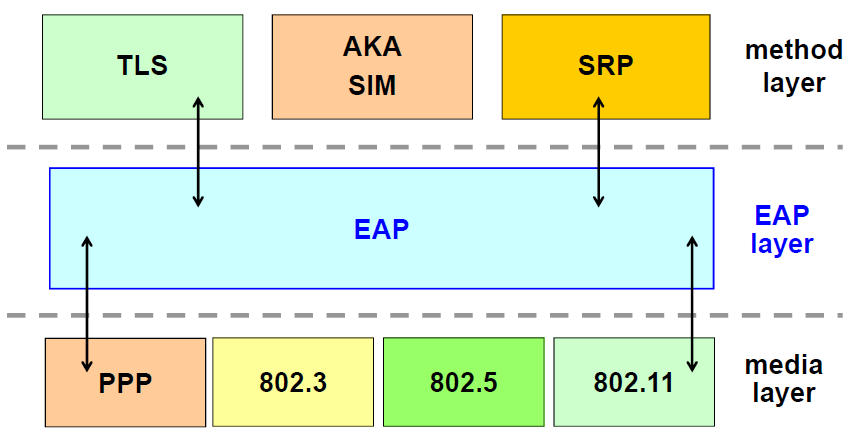 TLS
AKA
SIM
SRP
method
layer
EAP
EAP
layer
PPP
802.3
802.5
802.11
media
layer